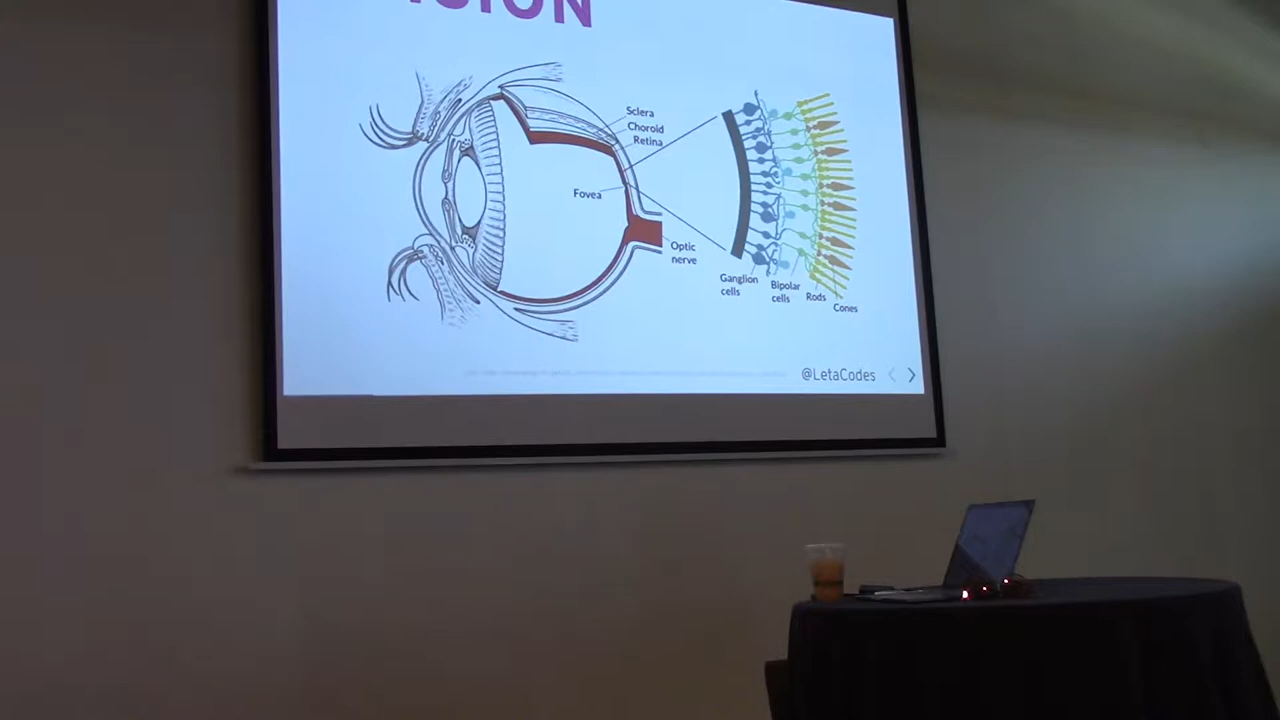 Sclera
Choroid
Retina
Fovea
Optic
nerve
Ganglion
cells
Bipolar
cells
Rods
Cones
@LetaCodes